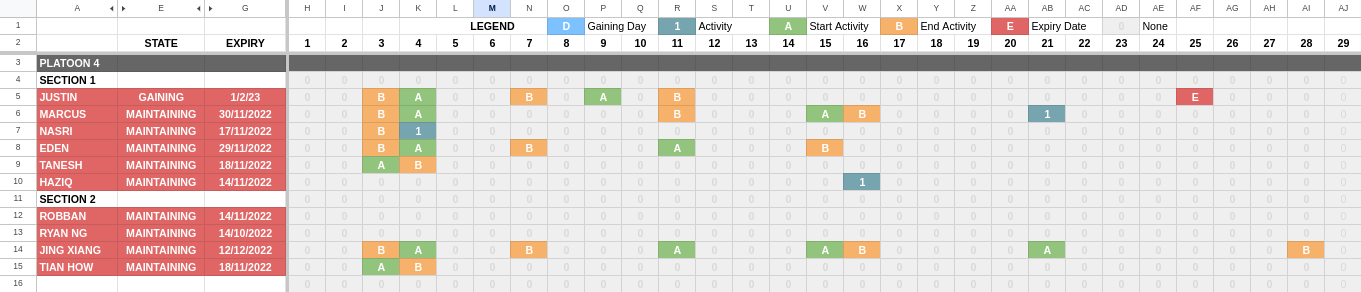 A E G H I J K L M N O P Q R S T U V W X Y Z AA AB AC AD AE AF AG AH AI AJ
1 LEGEND D Gaining Day 1 Activity A Start Activity B End Activity E Expiry Date 0 None
2 STATE EXPIRY 1 2 3 4 5 6 7 8 9 10 11 12 13 14 15 16 17 18 19 20 21 22 23 24 25 26 27 28 29
3 PLATOON 4
4 SECTION 1 0 0 0 0 0 0 0 0 0 0 0 0 0 0 0 0 0 0 0 0 0 0 0 0 0 0 0 0 0
5 JUSTIN GAINING 1/2/23 0 0 B A 0 0 B 0 A 0 B 0 0 0 0 0 0 0 0 0 0 0 0 0 E 0 0 0 0
6 MARCUS MAINTAINING 30/11/2022 0 0 B A 0 0 0 0 0 0 B 0 0 0 A B 0 0 0 0 1 0 0 0 0 0 0 0 0
7 NASRI MAINTAINING 17/11/2022 0 0 B 1 0 0 0 0 0 0 0 0 0 0 0 0 0 0 0 0 0 0 0 0 0 0 0 0 0
8 EDEN MAINTAINING 29/11/2022 0 0 B A 0 0 B 0 0 0 A 0 0 0 B 0 0 0 0 0 0 0 0 0 0 0 0 0 0
9 TANESH MAINTAINING 18/11/2022 0 0 A B 0 0 0 0 0 0 0 0 0 0 0 0 0 0 0 0 0 0 0 0 0 0 0 0 0
10 HAZIQ MAINTAINING 14/11/2022 0 0 0 0 0 0 0 0 0 0 0 0 0 0 0 1 0 0 0 0 0 0 0 0 0 0 0 0 0
11 SECTION 2 0 0 0 0 0 0 0 0 0 0 0 0 0 0 0 0 0 0 0 0 0 0 0 0 0 0 0 0 0
12 ROBBAN MAINTAINING 14/11/2022 0 0 0 0 0 0 0 0 0 0 0 0 0 0 0 0 0 0 0 0 0 0 0 0 0 0 0 0 0
13 RYAN NG MAINTAINING 14/10/2022 0 0 0 0 0 0 0 0 0 0 0 0 0 0 0 0 0 0 0 0 0 0 0 0 0 0 0 0 0
14 JING XIANG MAINTAINING 12/12/2022 0 0 B A 0 0 B 0 0 0 A 0 0 0 A B 0 0 0 0 A 0 0 0 0 0 0 B 0
15 TIAN HOW MAINTAINING 18/11/2022 0 0 A B 0 0 0 0 0 0 0 0 0 0 0 0 0 0 0 0 0 0 0 0 0 0 0 0 0
16 0 0 0 0 0 0 0 0 0 0 0 0 0 0 0 0 0 0 0 0 0 0 0 0 0 0 0 0 0